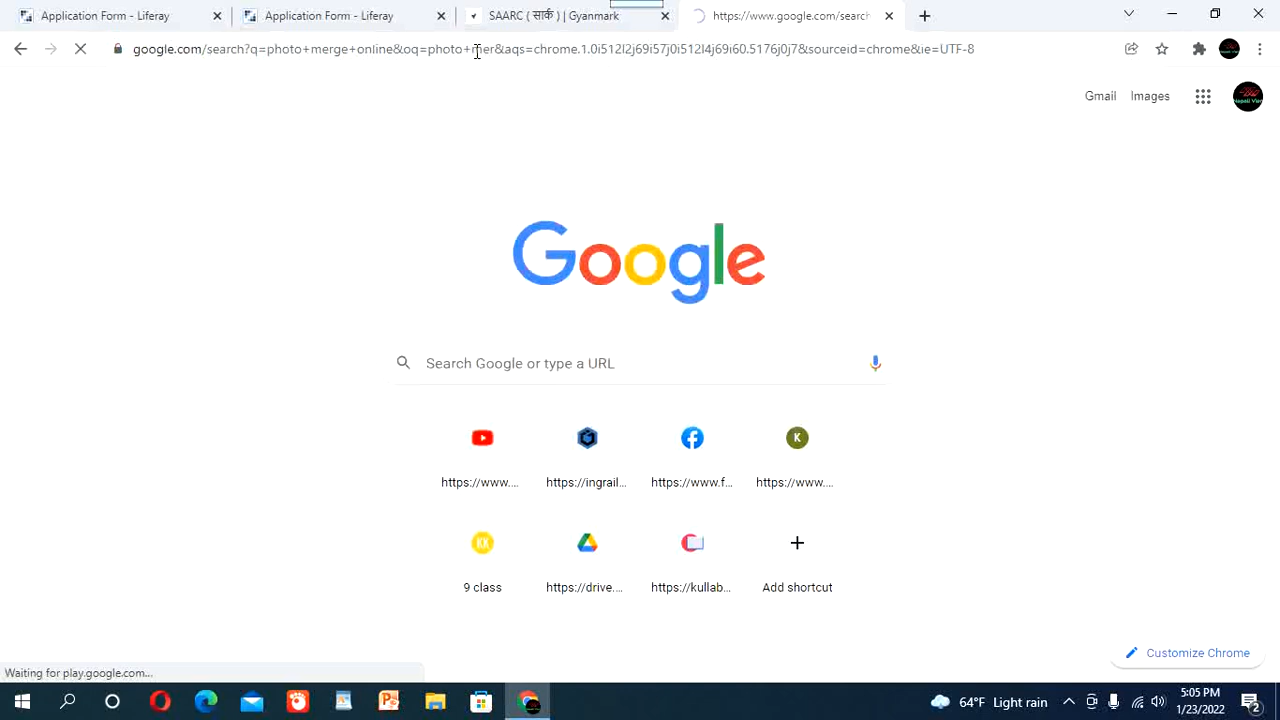 Application Form - Liferay
Application Form - Liferay
SAARC ( सार्क ) | Gyanmark
https://www.google.com/search
google.com/search?q=photo+merge+online&oq=photo+mer&aqs=chrome.1.0i512l2j69i57j0i512l4j69i60.5176j0j7&sourceid=chrome&ie=UTF-8
Gmail Images
Google
Search Google or type a URL
K
https://www.... https://ingrail... https://www.f... https://www....
KK
9 class https://drive.... https://kullab... Add shortcut
Customize Chrome
Waiting for play.google.com...
64°F Light rain
5:05 PM
1/23/2022
2